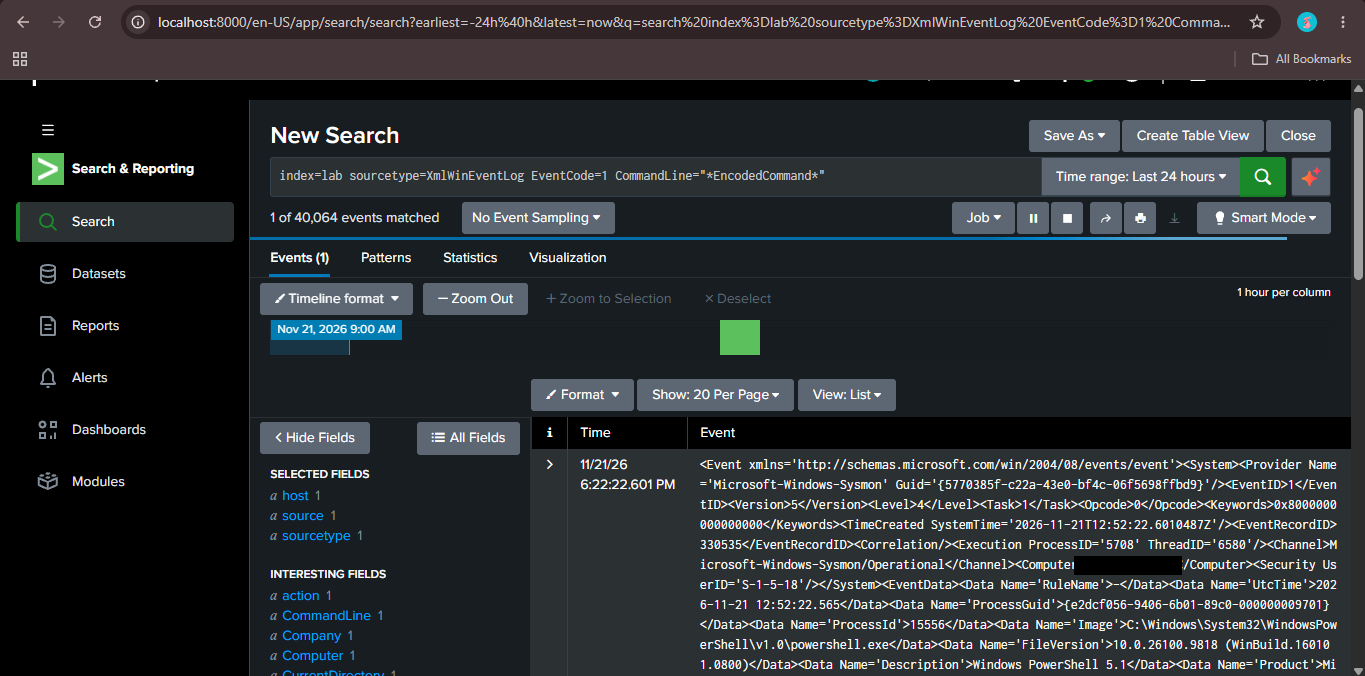 localhost:8000/en-US/app/search/search?earliest=-24h%40h&latest=now&q=search%20index%3Dlab%20sourcetype%3DXmlWinEventLog%20EventCode%3D1%20Comma...
All Bookmarks
New Search
Save As
Create Table View
Close
Search & Reporting
index=lab sourcetype=XmlWinEventLog EventCode=1 CommandLine="*EncodedCommand*"
Time range: Last 24 hours
1 of 40,064 events matched
No Event Sampling
Job
Smart Mode
Search
Datasets
Reports
Alerts
Dashboards
Modules
Events (1)
Patterns
Statistics
Visualization
Timeline format
— Zoom Out
+ Zoom to Selection
× Deselect
1 hour per column
Nov 21, 2026 9:00 AM
Format
Show: 20 Per Page
View: List
< Hide Fields
All Fields
i
Time
Event
SELECTED FIELDS
a host 1
a source 1
a sourcetype 1
INTERESTING FIELDS
a action 1
a CommandLine 1
a Company 1
a Computer 1
a CurrentDirectory 1
>
11/21/26
6:22:22.601 PM
<Event xmlns='http://schemas.microsoft.com/win/2004/08/events/event'><System><Provider Name
='Microsoft-Windows-Sysmon' Guid='{5770385f-c22a-43e0-bf4c-06f5698ffbd9}'/><EventID>1</Even
tID><Version>5</Version><Level>4</Level><Task>1</Task><Opcode>0</Opcode><Keywords>0x8000000
000000000</Keywords><TimeCreated SystemTime='2026-11-21T12:52:22.6010487Z'/><EventRecordID>
330535</EventRecordID><Correlation/><Execution ProcessID='5708' ThreadID='6580'/><Channel>M
icrosoft-Windows-Sysmon/Operational</Channel><Computer
/Computer><Security Us
erID='S-1-5-18'/></System><EventData><Data Name='RuleName'>-</Data><Data Name='UtcTime'>202
6-11-21 12:52:22.565</Data><Data Name='ProcessGuid'>{e2dcf056-9406-6b01-89c0-000000009701}
</Data><Data Name='ProcessId'>15556</Data><Data Name='Image'>C:\Windows\System32\WindowsPow
erShell\v1.0\powershell.exe</Data><Data Name='FileVersion'>10.0.26100.9818 (WinBuild.16010
1.0800)</Data><Data Name='Description'>Windows PowerShell 5.1</Data><Data Name='Product'>Mi